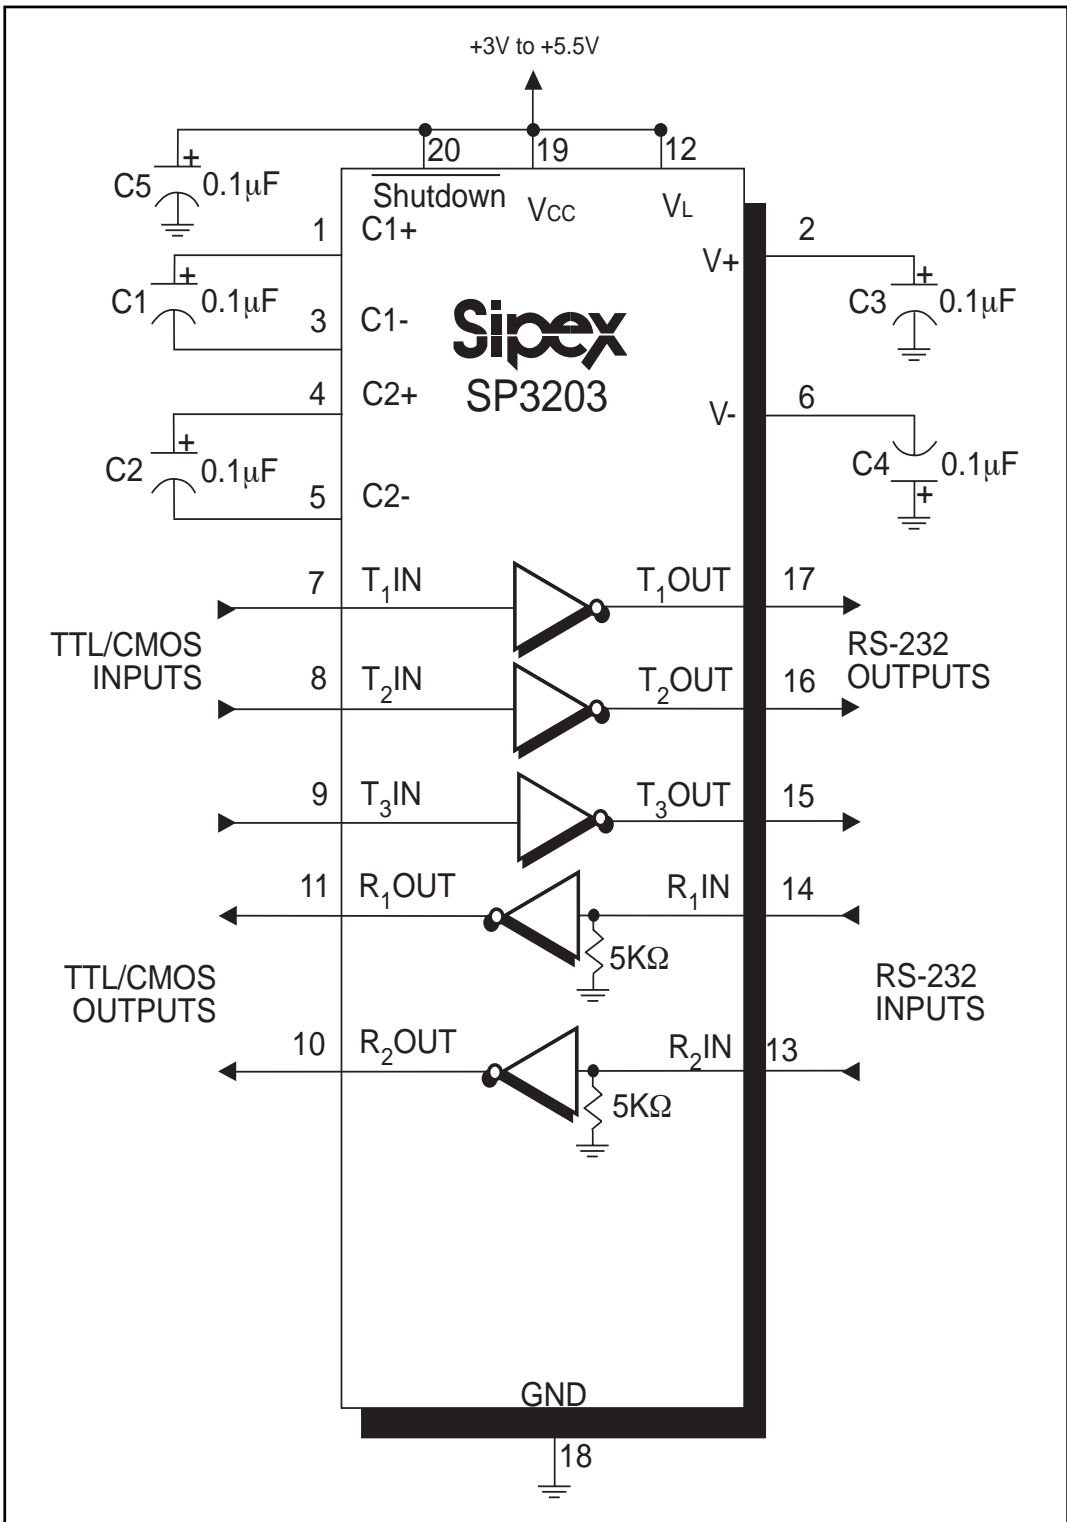 +3V to +5.5V
20 19 12
C5 + 0.1μF
Shutdown VCC VL
1 C1+ V+ 2
C1 + 0.1μF C3 + 0.1μF
3 C1-
Sipex
SP3203
4 C2+ V- 6
C2 + 0.1μF C4 0.1μF +
5 C2-
7 T1IN T1OUT 17
TTL/CMOS
INPUTS
RS-232
OUTPUTS
8 T2IN T2OUT 16
9 T3IN T3OUT 15
11 R1OUT R1IN 14
5KΩ
TTL/CMOS
OUTPUTS
RS-232
INPUTS
10 R2OUT R2IN 13
5KΩ
GND
18